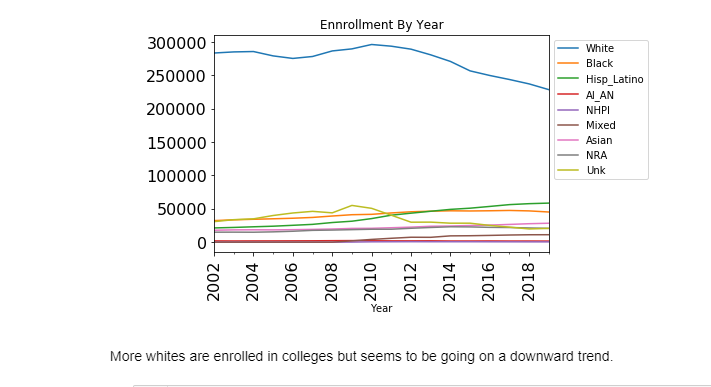 Ennrollment By Year
300000
250000
200000
150000
100000
50000
0
2002
2004
2006
2008
2010
2012
2014
2016
2018
Year
White
Black
Hisp_Latino
AI_AN
NHPI
Mixed
Asian
NRA
Unk
More whites are enrolled in colleges but seems to be going on a downward trend.